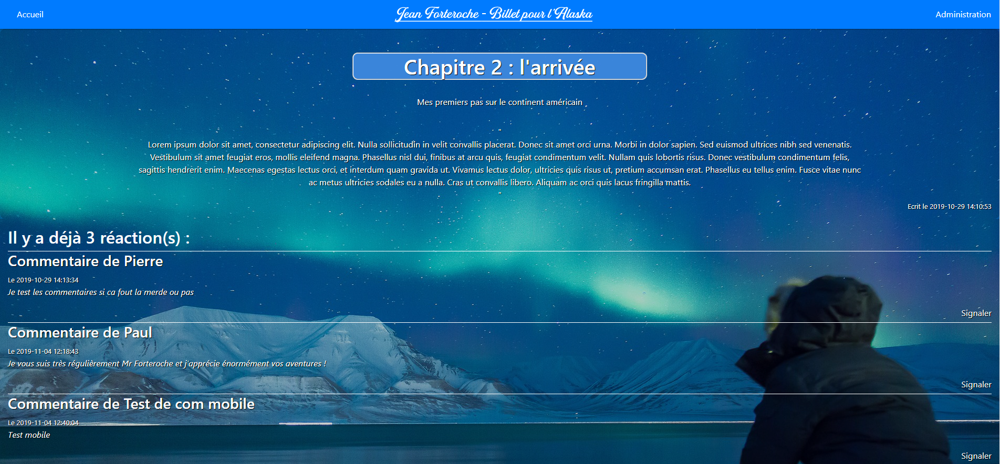 Accueil
Jean Forteroche - Billet pour l'Alaska
Administration
Chapitre 2 : l'arrivée
Mes premiers pas sur le continent américain
"
Lorem ipsum dolor sit amet, consectetur adipiscing elit. Nulla sollicitudin in velit convallis placerat. Donec sit amet orci urna. Morbi in dolor sapien. Sed euismod ultrices nibh sed venenatis.
Vestibulum sit amet feugiat eros, mollis eleifend magna. Phasellus nisl dui, finibus at arcu quis, feugiat condimentum velit. Nullam quis lobortis risus. Donec vestibulum condimentum felis,
sagittis hendrerit enim. Maecenas egestas lectus orci, et interdum quam gravida ut. Vivamus lectus dolor, ultricies quis risus ut, pretium accumsan erat. Phasellus eu tellus enim. Fusce vitae nunc
ac metus ultricies sodales eu a nulla. Cras ut convallis libero. Aliquam ac orci quis lacus fringilla mattis.
"
Ecrit le 2019-10-29 14:10:53
Il y a déjà 3 réaction(s) :
Commentaire de Pierre
Le 2019-10-29 14:13:34
Je test les commentaires si ca fout la merde ou pas
Signaler
Commentaire de Paul
Le 2019-11-04 12:18:43
Je vous suis très régulièrement Mr Forteroche et j'apprécie énormément vos aventures !
Signaler
Commentaire de Test de com mobile
Le 2019-11-04 12:40:04
Test mobile
Signaler